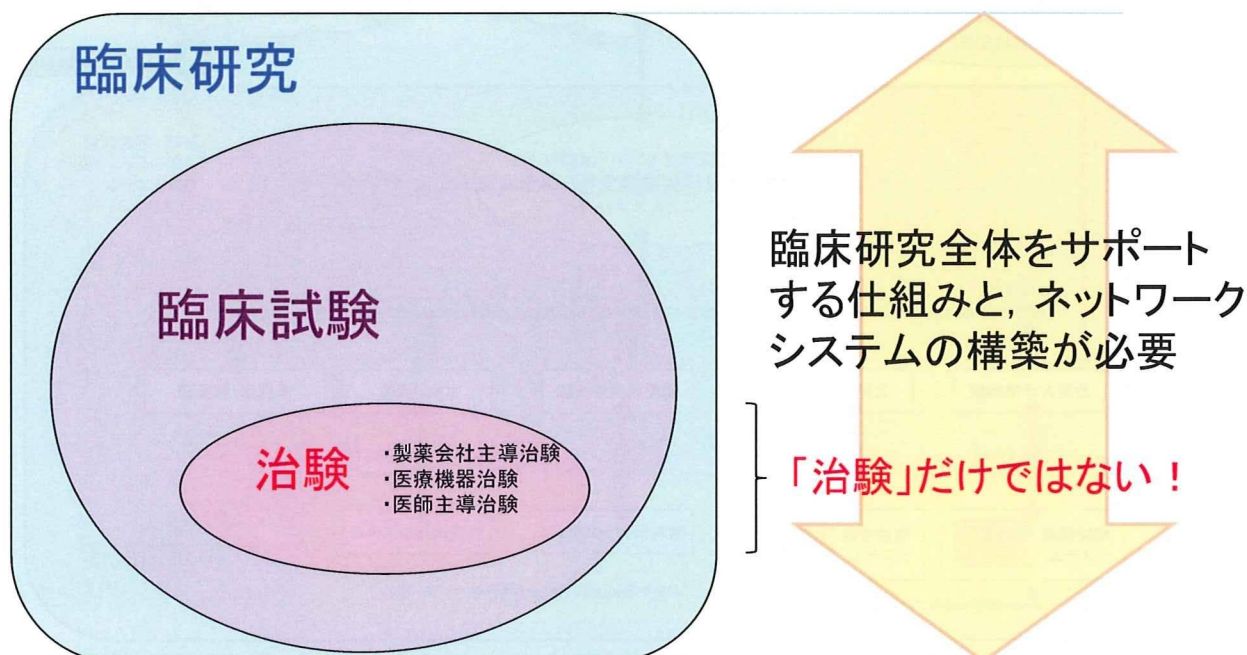 臨床研究
臨床試験
治験
・製薬会社主導治験
・医療機器治験
・医師主導治験
臨床研究全体をサポート
する仕組みと，ネットワーク
システムの構築が必要
「治験」だけではない！